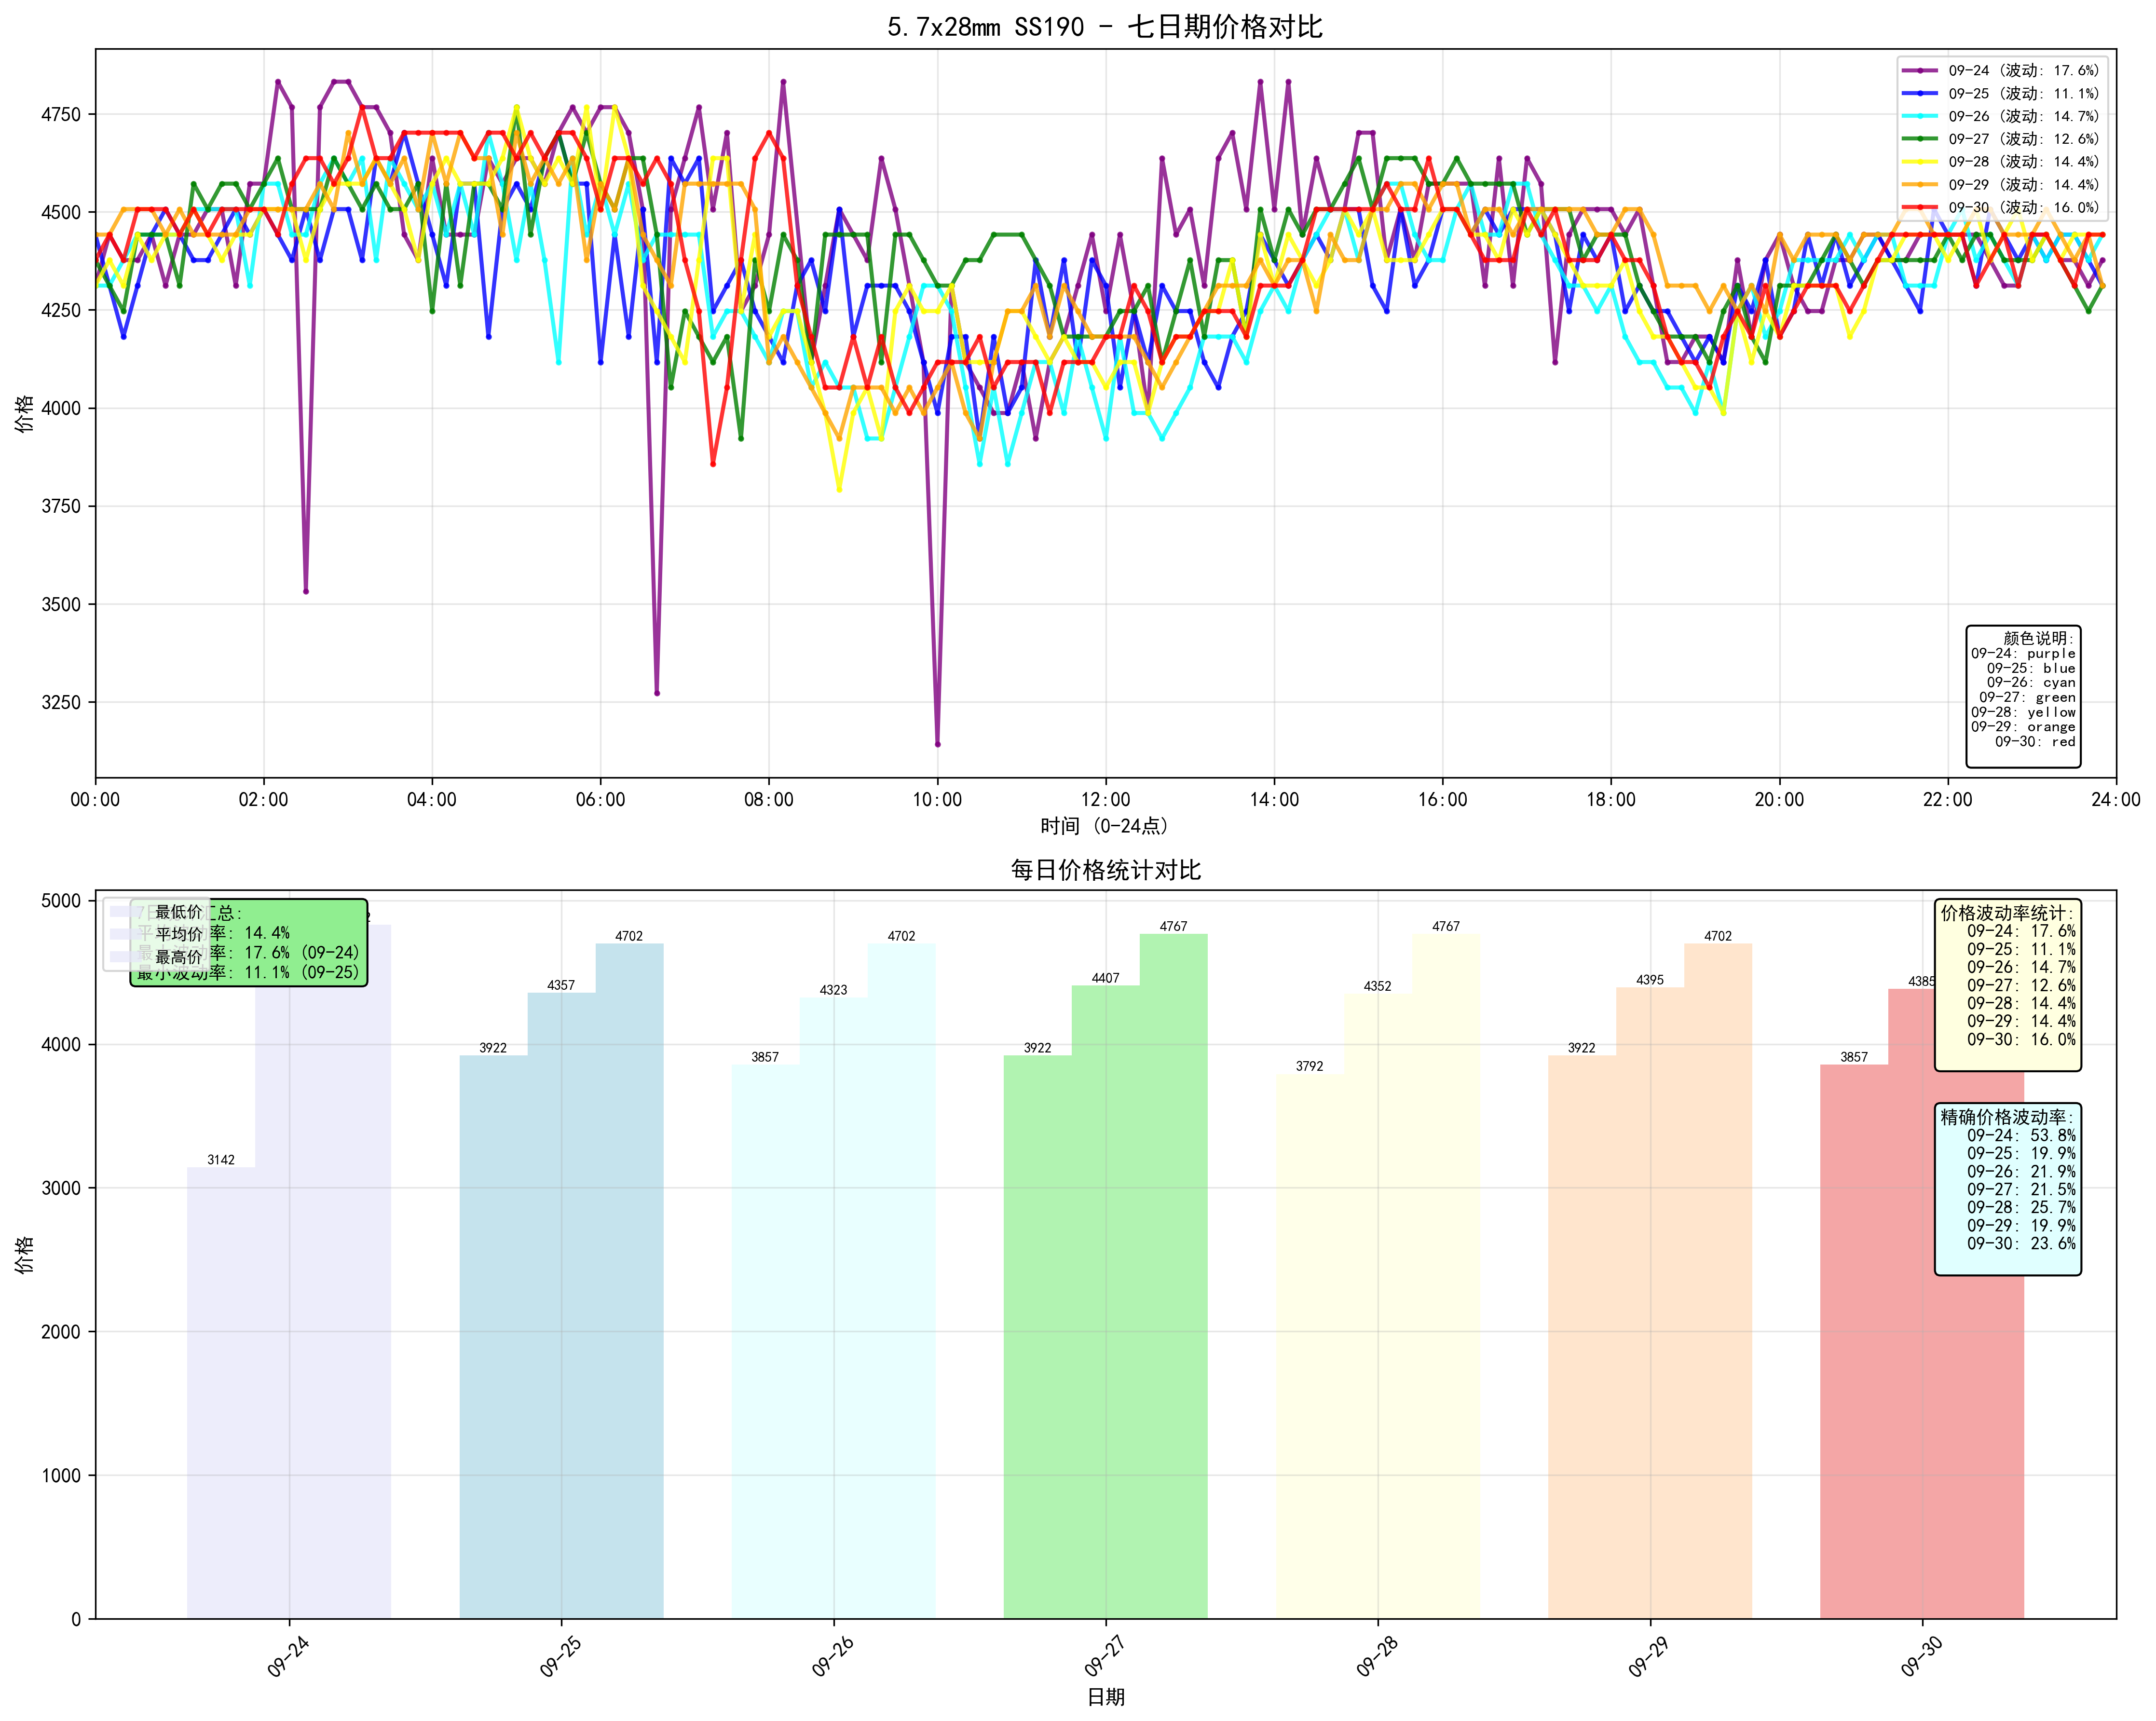 5.7x28mm SS190 - 七日期价格对比
价格
4750
4500
4250
4000
3750
3500
3250
09-24 (波动: 17.6%)
09-25 (波动: 11.1%)
09-26 (波动: 14.7%)
09-27 (波动: 12.6%)
09-28 (波动: 14.4%)
09-29 (波动: 14.4%)
09-30 (波动: 16.0%)
颜色说明:
09-24: purple
09-25: blue
09-26: cyan
09-27: green
09-28: yellow
09-29: orange
09-30: red
00:00 02:00 04:00 06:00 08:00 10:00 12:00 14:00 16:00 18:00 20:00 22:00 24:00
时间 (0-24点)
每日价格统计对比
价格
5000
4000
3000
2000
1000
0
最低价
平均价
最高价
汇总:
率: 14.4%
率: 17.6% (09-24)
最小波动率: 11.1% (09-25)
3142
3922 4357 4702
3857 4323 4702
3922 4407 4767
3792 4352 4767
3922 4395 4702
3857 4385
价格波动率统计:
09-24: 17.6%
09-25: 11.1%
09-26: 14.7%
09-27: 12.6%
09-28: 14.4%
09-29: 14.4%
09-30: 16.0%
精确价格波动率:
09-24: 53.8%
09-25: 19.9%
09-26: 21.9%
09-27: 21.5%
09-28: 25.7%
09-29: 19.9%
09-30: 23.6%
09-24 09-25 09-26 09-27 09-28 09-29 09-30
日期